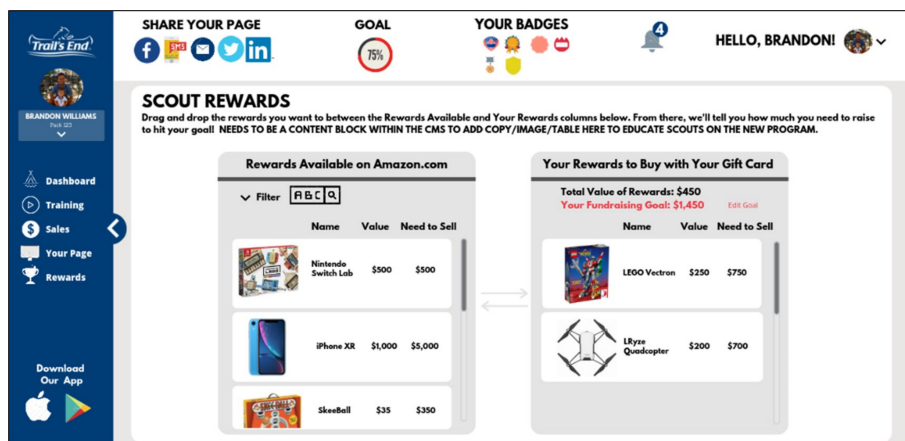 Trail's End
BRANDON WILLIAMS
Pack 123
Dashboard
Training
Sales
Your Page
Rewards
Download
Our App
SHARE YOUR PAGE
SMS
GOAL
75%
YOUR BADGES
4
HELLO, BRANDON!
SCOUT REWARDS
Drag and drop the rewards you want to between the Rewards Available and Your Rewards columns below. From there, we'll tell you how much you need to raise
to hit your goal! NEEDS TO BE A CONTENT BLOCK WITHIN THE CMS TO ADD COPY/IMAGE/TABLE HERE TO EDUCATE SCOUTS ON THE NEW PROGRAM.
Rewards Available on Amazon.com
Filter ABC
Name Value Need to Sell
Nintendo
Switch Lab $500 $500
iPhone XR $1,000 $5,000
SkeeBall $35 $350
Your Rewards to Buy with Your Gift Card
Total Value of Rewards: $450
Your Fundraising Goal: $1,450 Edit Goal
Name Value Need to Sell
LEGO Vectron $250 $750
LRyze
Quadcopter $200 $700